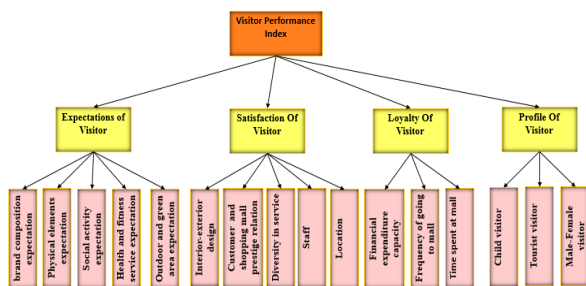 Visitor Performance
Index
Expectations of
Visitor
Satisfaction Of
Visitor
Loyalty Of
Visitor
Profile Of
Visitor
brand composition
expectation
Physical elements
expectation
Social activity
expectation
Health and fitness
service expectation
Outdoor and green
area expectation
Interior-exterior
design
Customer and
shopping mall
prestige relation
Diversity in service
Staff
Location
Financial
expenditure
capacity
Frequency of going
to mall
Time spent at mall
Child visitor
Tourist visitor
Male-Female
visitor